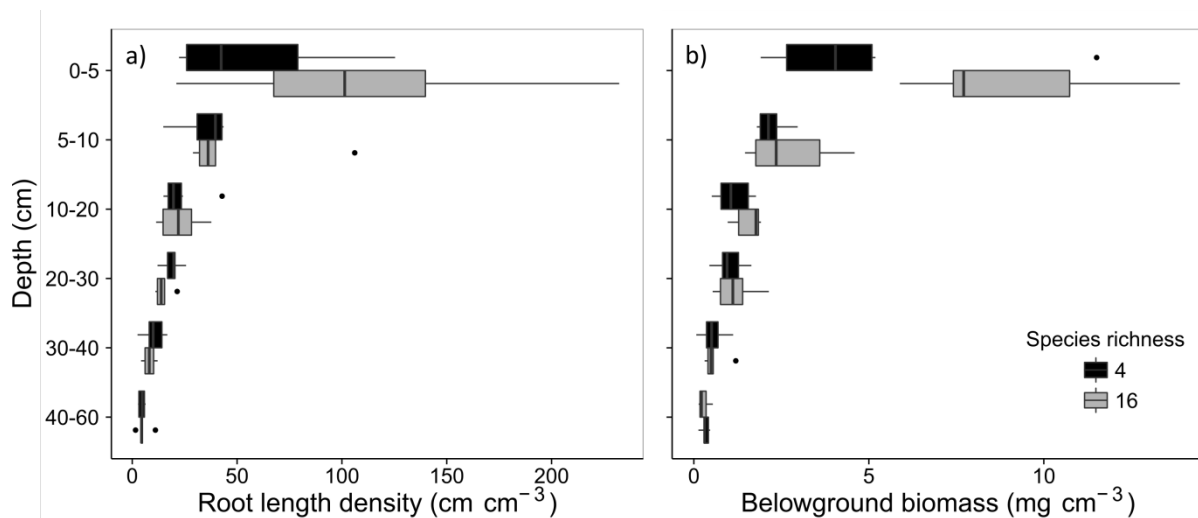 a)
b)
Depth (cm)
0-5
5-10
10-20
20-30
30-40
40-60
0 50 100 150 200
Root length density (cm cm⁻³)
0 5 10
Belowground biomass (mg cm⁻³)
Species richness
4
16